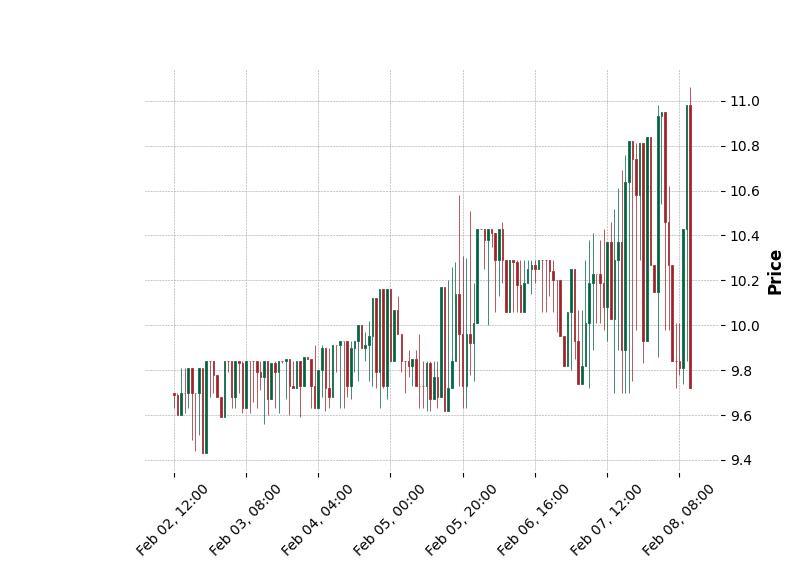 11.0
10.8
10.6
10.4
10.2
10.0
9.8
9.6
9.4
Price
Feb 02, 12:00
Feb 03, 08:00
Feb 04, 04:00
Feb 05, 00:00
Feb 05, 20:00
Feb 06, 16:00
Feb 07, 12:00
Feb 08, 08:00